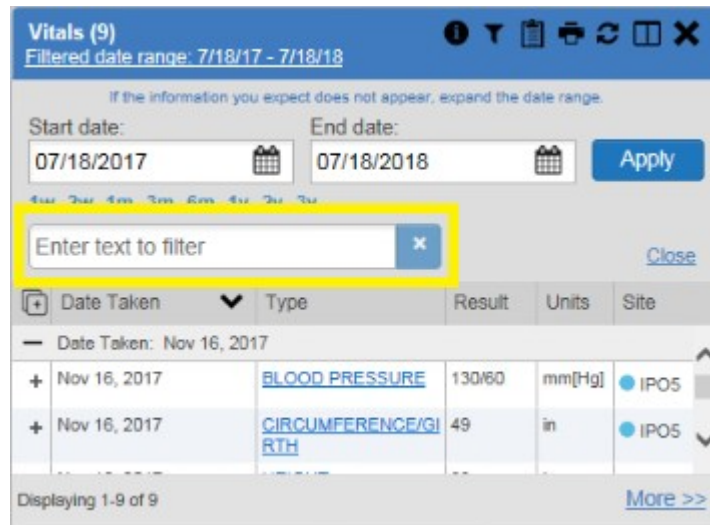 Vitals (9)
Filtered date range: 7/18/17 - 7/18/18
If the information you expect does not appear, expand the date range.
Start date:
End date:
07/18/2017
07/18/2018
Apply
1w 2w 1m 3m 6m 1y 2y 3y
Enter text to filter
Close
Date Taken Type Result Units Site
Date Taken: Nov 16, 2017
Nov 16, 2017 BLOOD PRESSURE 130/60 mm[Hg] IPO5
Nov 16, 2017 CIRCUMFERENCE/GI 49 in IPO5
RTH
Displaying 1-9 of 9
More >>